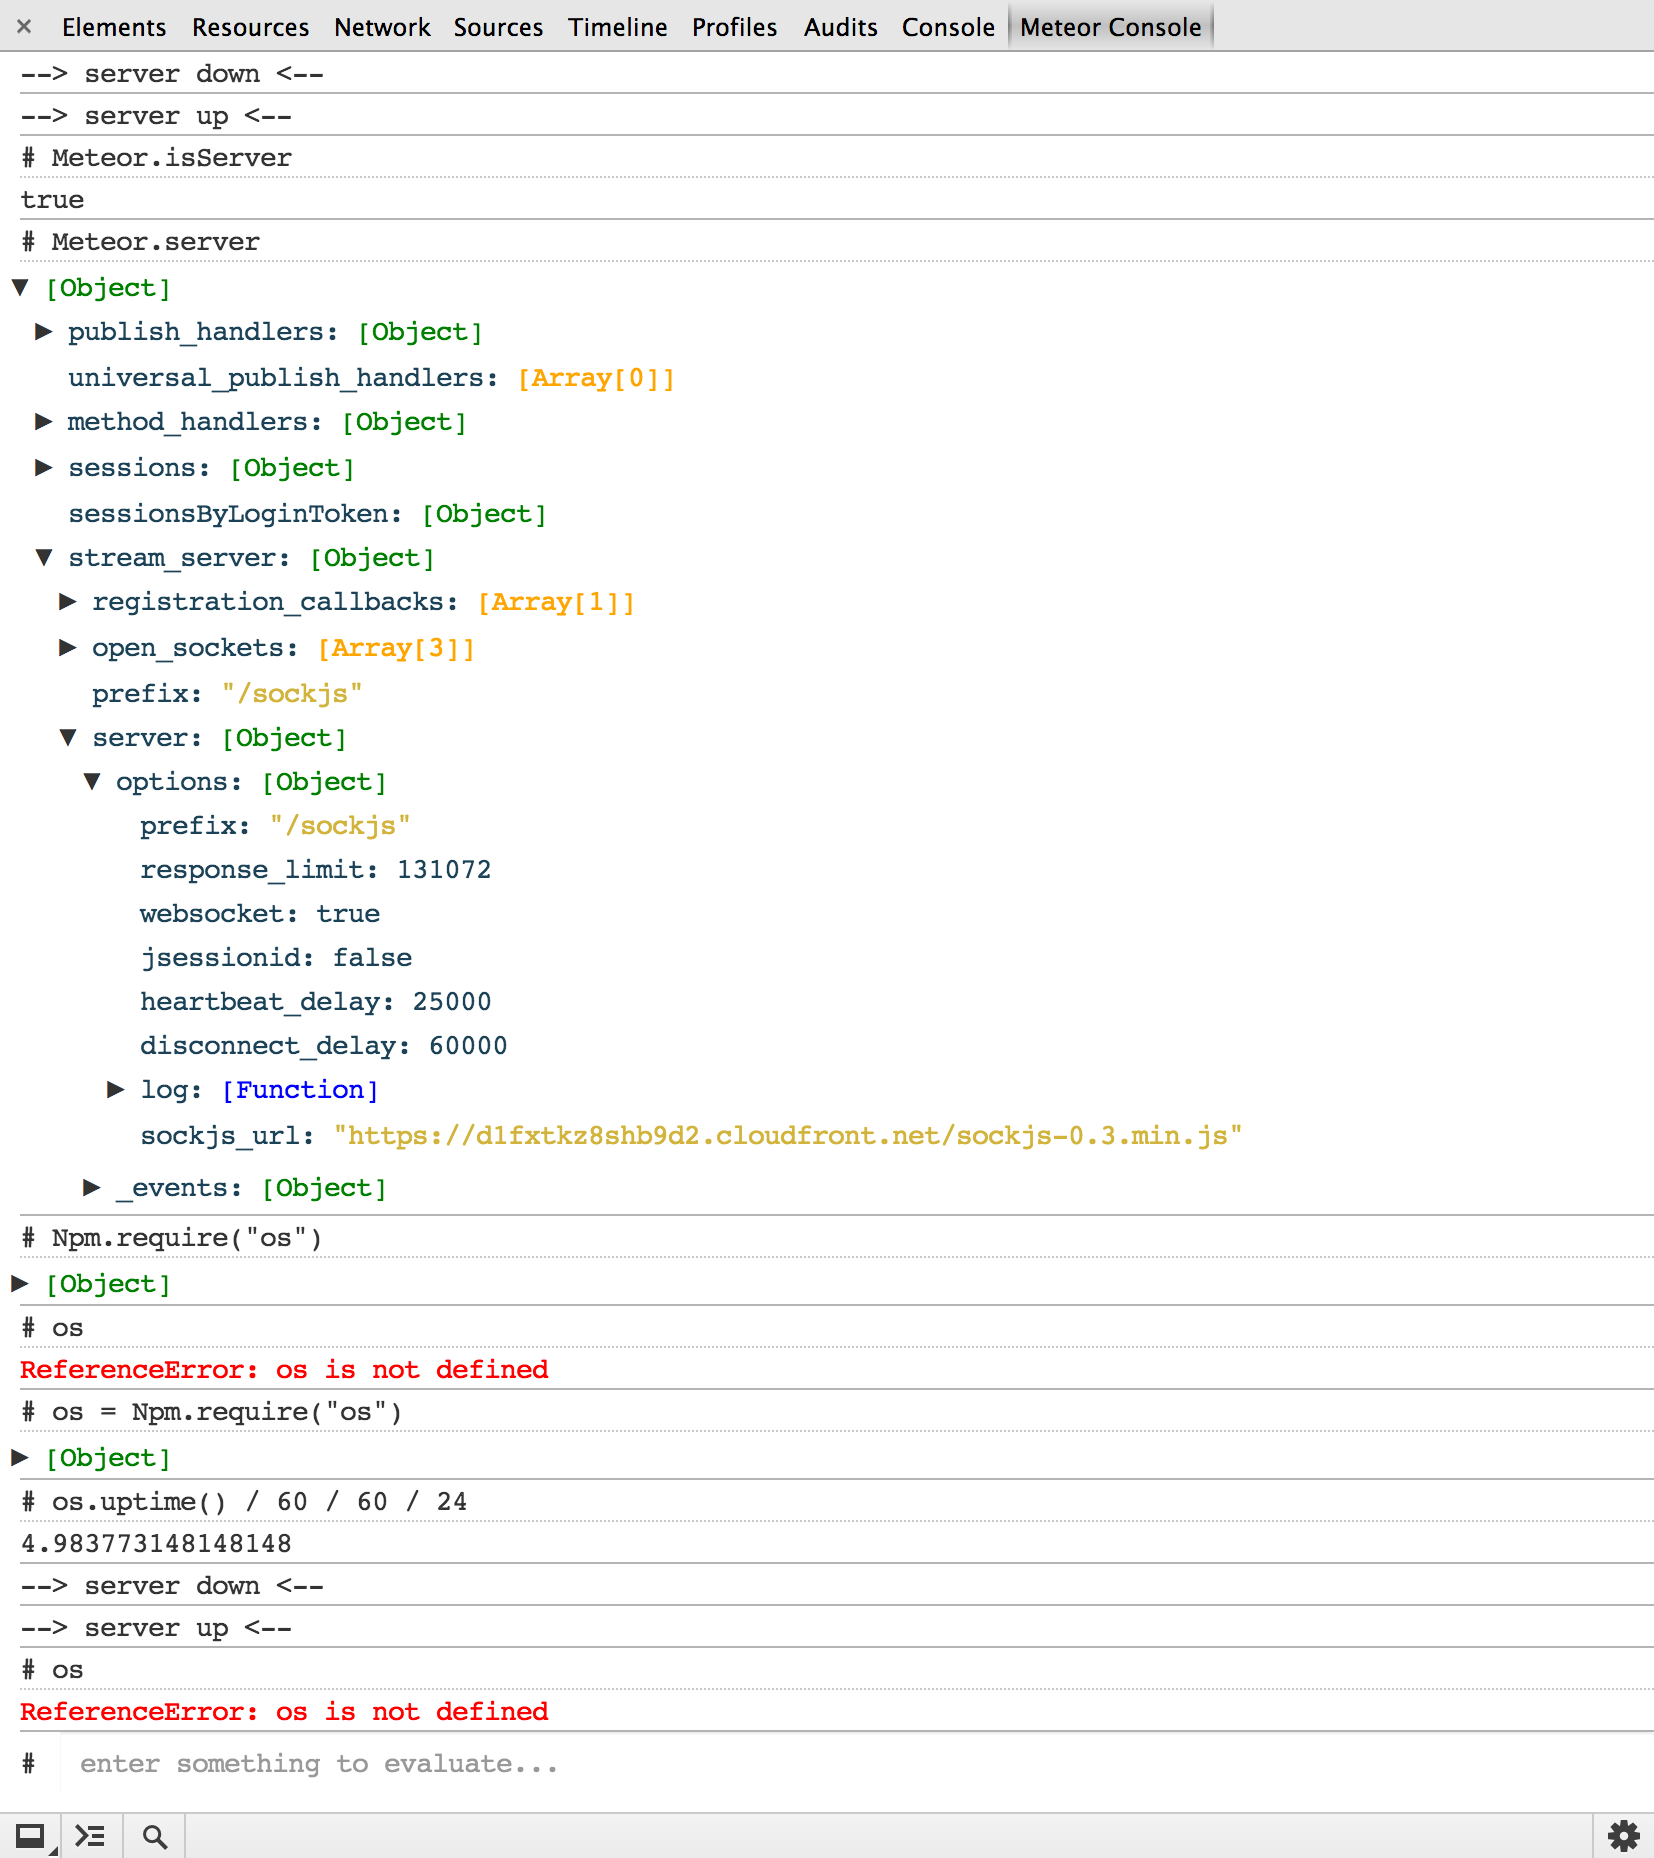 × Elements Resources Network Sources Timeline Profiles Audits Console Meteor Console
--> server down <--
--> server up <--
# Meteor.isServer
true
# Meteor.server
▼ [Object]
▶ publish_handlers: [Object]
universal_publish_handlers: [Array[0]]
▶ method_handlers: [Object]
▶ sessions: [Object]
sessionsByLoginToken: [Object]
▼ stream_server: [Object]
▶ registration_callbacks: [Array[1]]
▶ open_sockets: [Array[3]]
prefix: "/sockjs"
▼ server: [Object]
▼ options: [Object]
prefix: "/sockjs"
response_limit: 131072
websocket: true
jsessionid: false
heartbeat_delay: 25000
disconnect_delay: 60000
▶ log: [Function]
sockjs_url: "https://d1fxtkz8shb9d2.cloudfront.net/sockjs-0.3.min.js"
▶ _events: [Object]
# Npm.require("os")
▶ [Object]
# os
ReferenceError: os is not defined
# os = Npm.require("os")
▶ [Object]
# os.uptime() / 60 / 60 / 24
4.983773148148148
--> server down <--
--> server up <--
# os
ReferenceError: os is not defined
# enter something to evaluate...